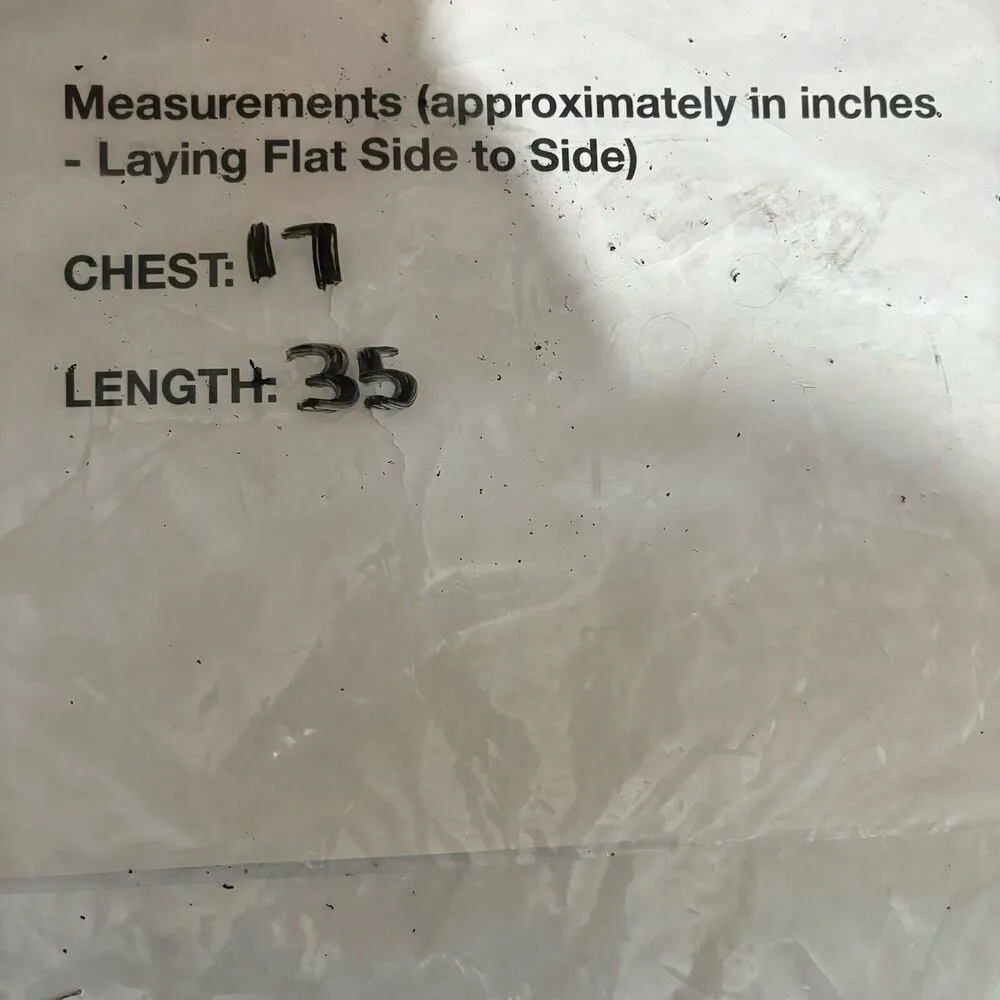 Measurements (approximately in inches.
- Laying Flat Side to Side)
CHEST: 17
LENGTH: 35